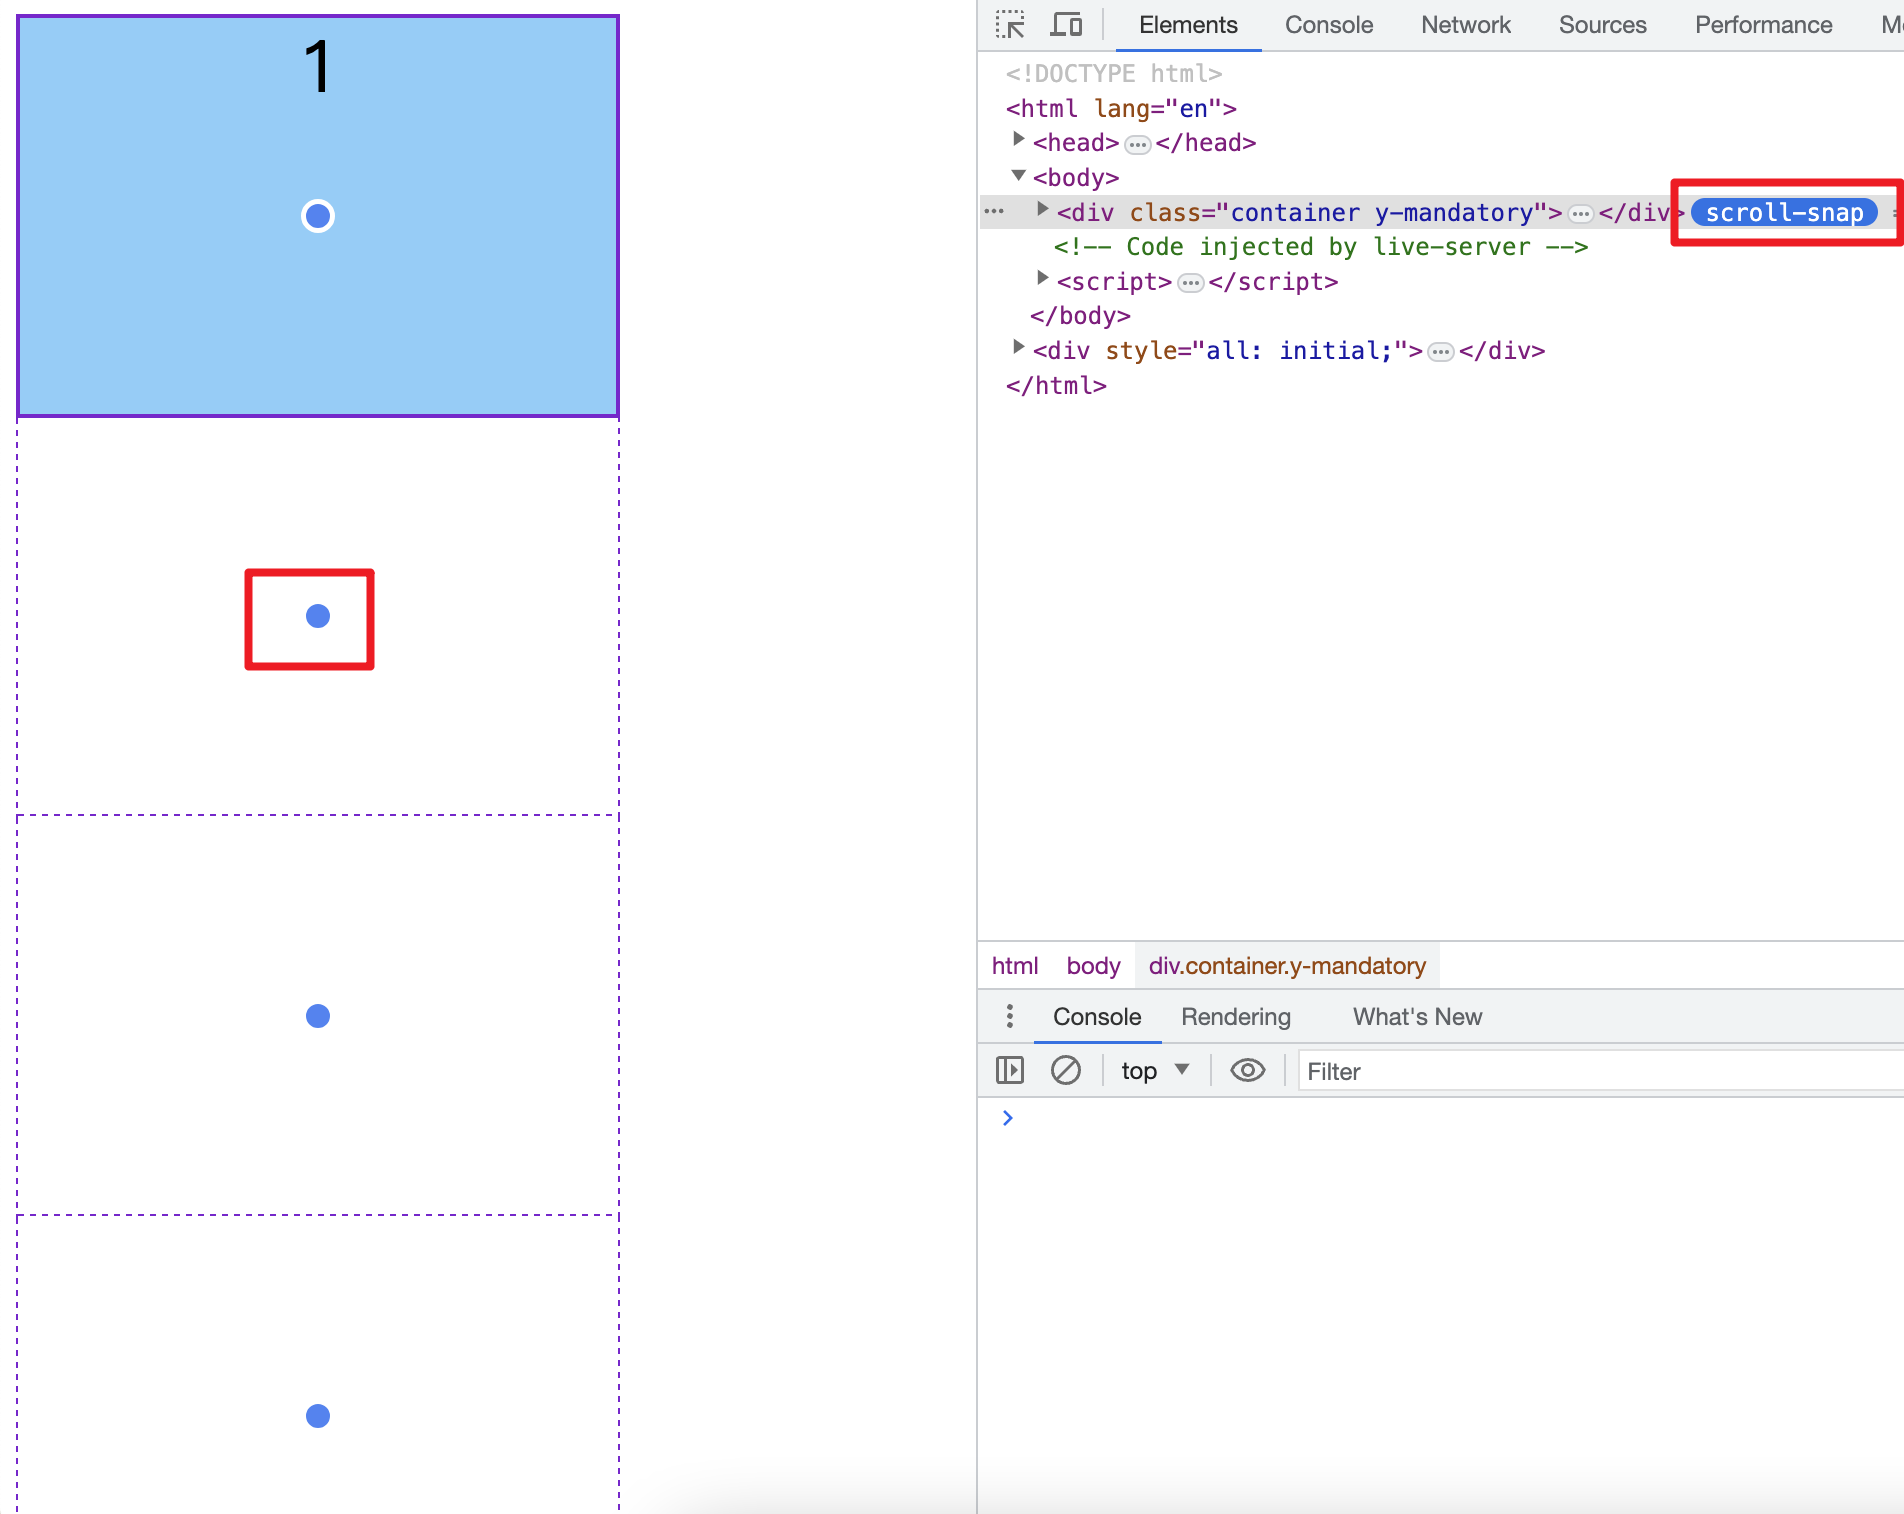 1
Elements Console Network Sources Performance
<!DOCTYPE html>
<html lang="en">
<head>…</head>
<body>
<div class="container y-mandatory">…</div> scroll-snap
<!-- Code injected by live-server -->
<script>…</script>
</body>
<div style="all: initial;">…</div>
</html>
html body div.container.y-mandatory
Console Rendering What's New
top Filter